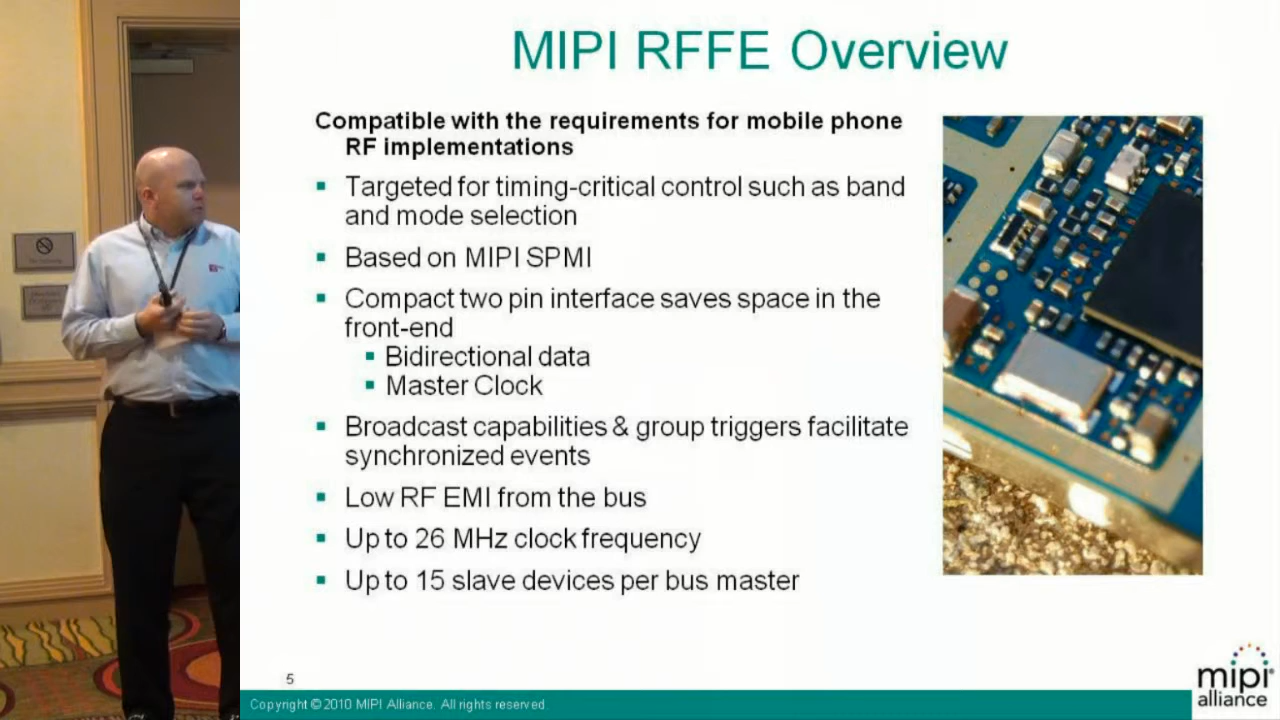 MIPI RFFE Overview
Compatible with the requirements for mobile phone
RF implementations
Targeted for timing-critical control such as band
and mode selection
Based on MIPI SPMI
Compact two pin interface saves space in the
front-end
Bidirectional data
Master Clock
Broadcast capabilities & group triggers facilitate
synchronized events
Low RF EMI from the bus
Up to 26 MHz clock frequency
Up to 15 slave devices per bus master
5
Copyright © 2010 MIPI Alliance. All rights reserved.
mipi
alliance